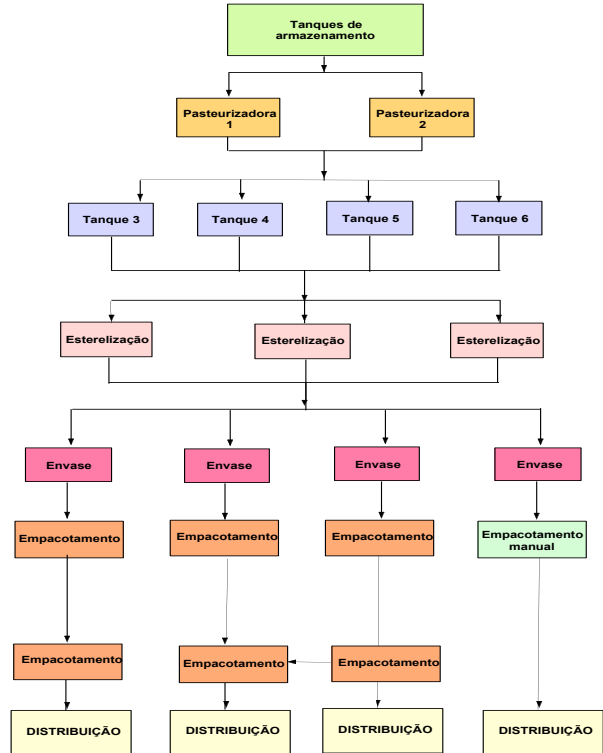 Tanques de
armazenamento
Pasteurizadora
1
Pasteurizadora
2
Tanque 3
Tanque 4
Tanque 5
Tanque 6
Esterelização
Esterelização
Esterelização
Envase
Envase
Envase
Envase
Empacotamento
Empacotamento
Empacotamento
Empacotamento
manual
Empacotamento
Empacotamento
Empacotamento
DISTRIBUIÇÃO
DISTRIBUIÇÃO
DISTRIBUIÇÃO
DISTRIBUIÇÃO